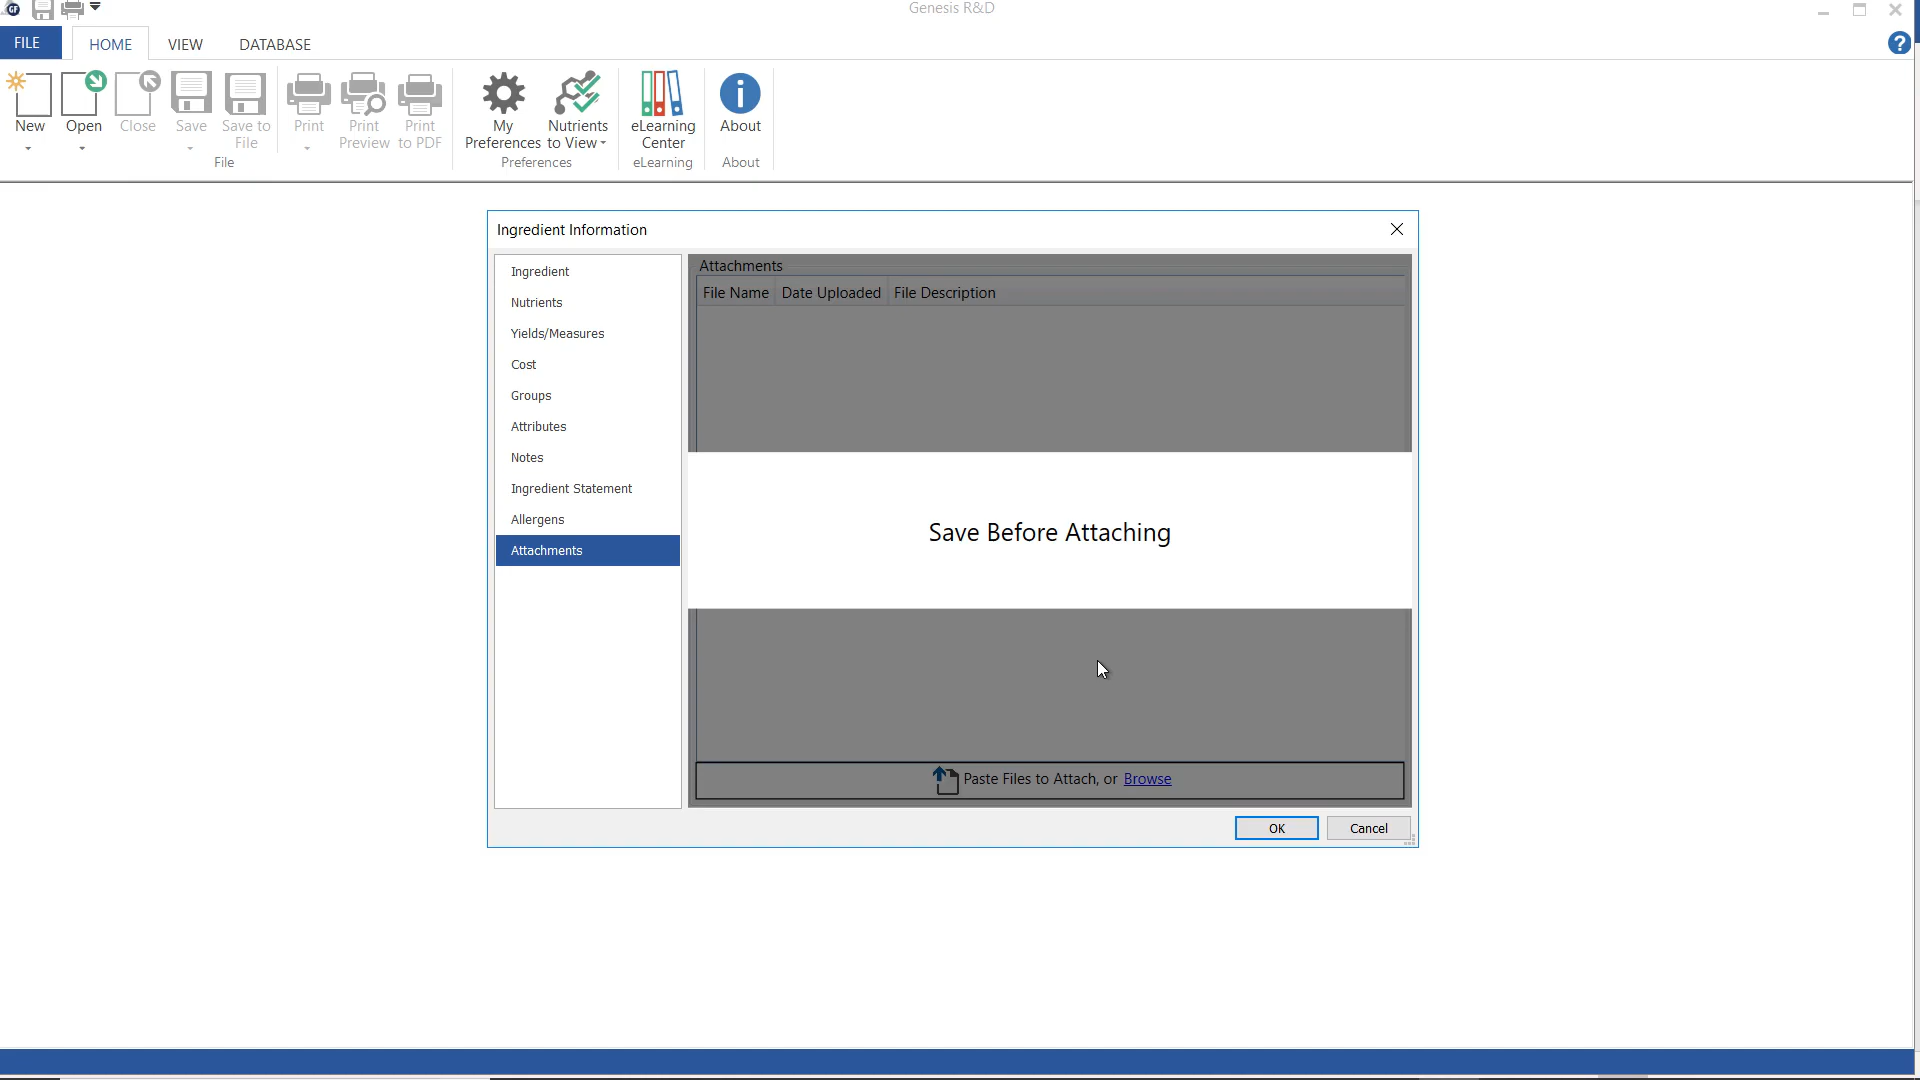 GF
Genesis R&D
FILE
HOME
VIEW
DATABASE
?
New
Open
Close
Save
Save to
File
Print
Print
Preview
Print
to PDF
File
My
Preferences
Nutrients
to View
Preferences
eLearning
Center
eLearning
i
About
About
Ingredient Information
Ingredient
Nutrients
Yields/Measures
Cost
Groups
Attributes
Notes
Ingredient Statement
Allergens
Attachments
Attachments
File Name
Date Uploaded
File Description
Save Before Attaching
Paste Files to Attach, or Browse
OK
Cancel